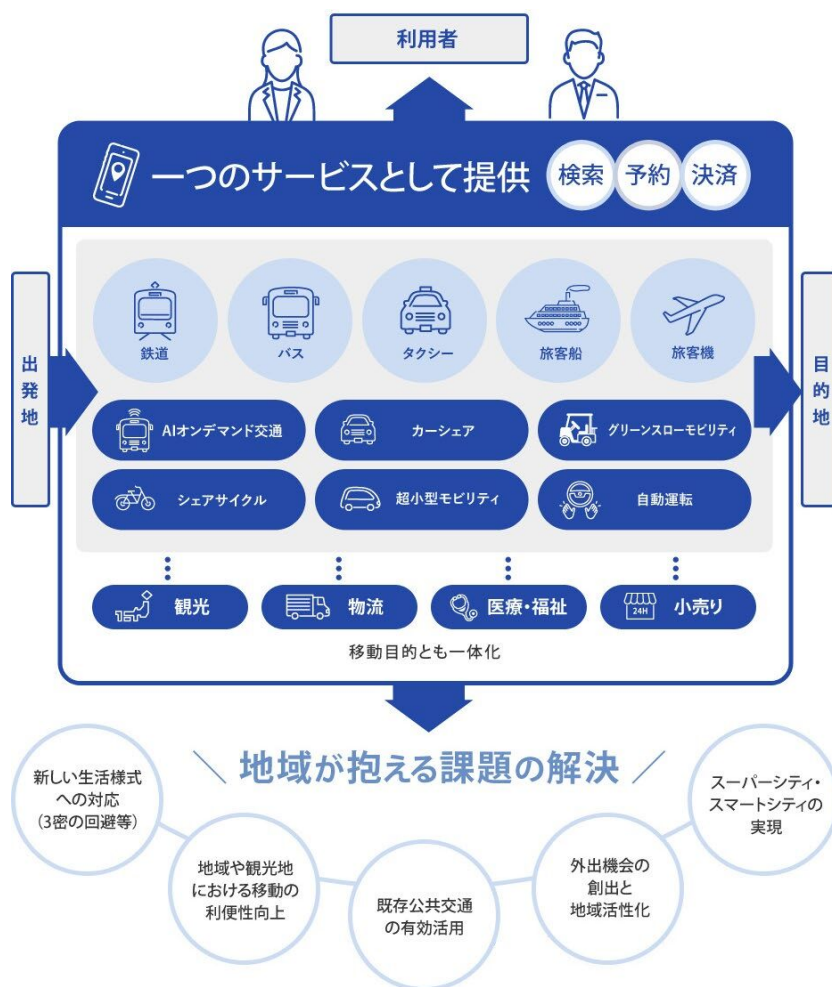 利用者
一つのサービスとして提供
検索
予約
決済
出発地
目的地
鉄道
バス
タクシー
旅客船
旅客機
AIオンデマンド交通
カーシェア
グリーンスローモビリティ
シェアサイクル
超小型モビリティ
自動運転
観光
物流
24H
医療・福祉
小売り
移動目的とも一体化
地域が抱える課題の解決
新しい生活様式
への対応
(3密の回避等)
地域や観光地
における移動の
利便性向上
既存公共交通
の有効活用
外出機会の
創出と
地域活性化
スーパーシティ・
スマートシティの
実現